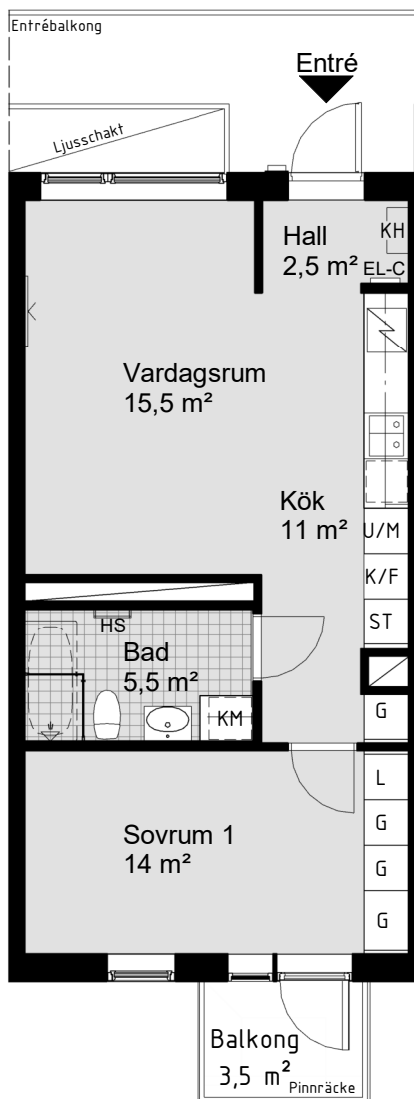 Entrébalkong
Entré
Ljusschakt
Hall
2,5 m²
KH
EL-C
Vardagsrum
15,5 m²
Kök
11 m²
U/M
K/F
ST
HS
Bad
5,5 m²
KM
G
Sovrum 1
14 m²
L
G
G
G
Balkong
3,5 m²
Pinnräcke